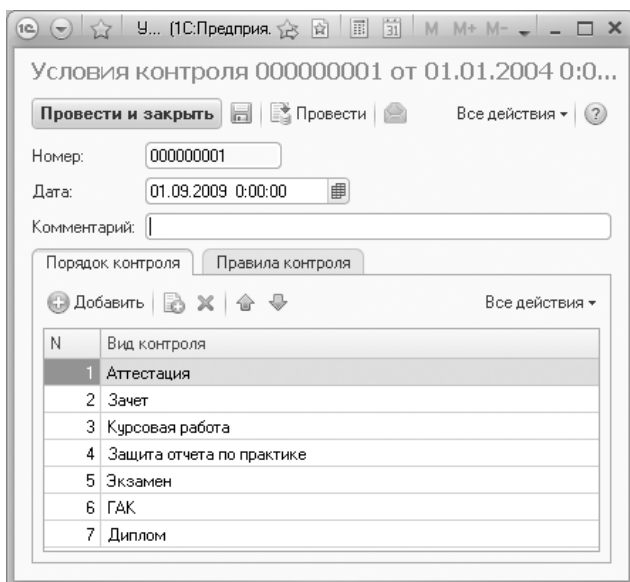 1С У... (1С:Предприя. 31 M M+ M-
Условия контроля 000000001 от 01.01.2004 0:0...
Провести и закрыть Провести Все действия ?
Номер: 000000001
Дата: 01.09.2009 0:00:00
Комментарий:
Порядок контроля Правила контроля
Добавить Все действия
N Вид контроля
1 Аттестация
2 Зачет
3 Курсовая работа
4 Защита отчета по практике
5 Экзамен
6 ГАК
7 Диплом